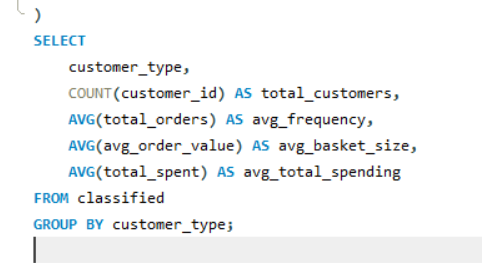 )
SELECT
customer_type,
COUNT(customer_id) AS total_customers,
AVG(total_orders) AS avg_frequency,
AVG(avg_order_value) AS avg_basket_size,
AVG(total_spent) AS avg_total_spending
FROM classified
GROUP BY customer_type;